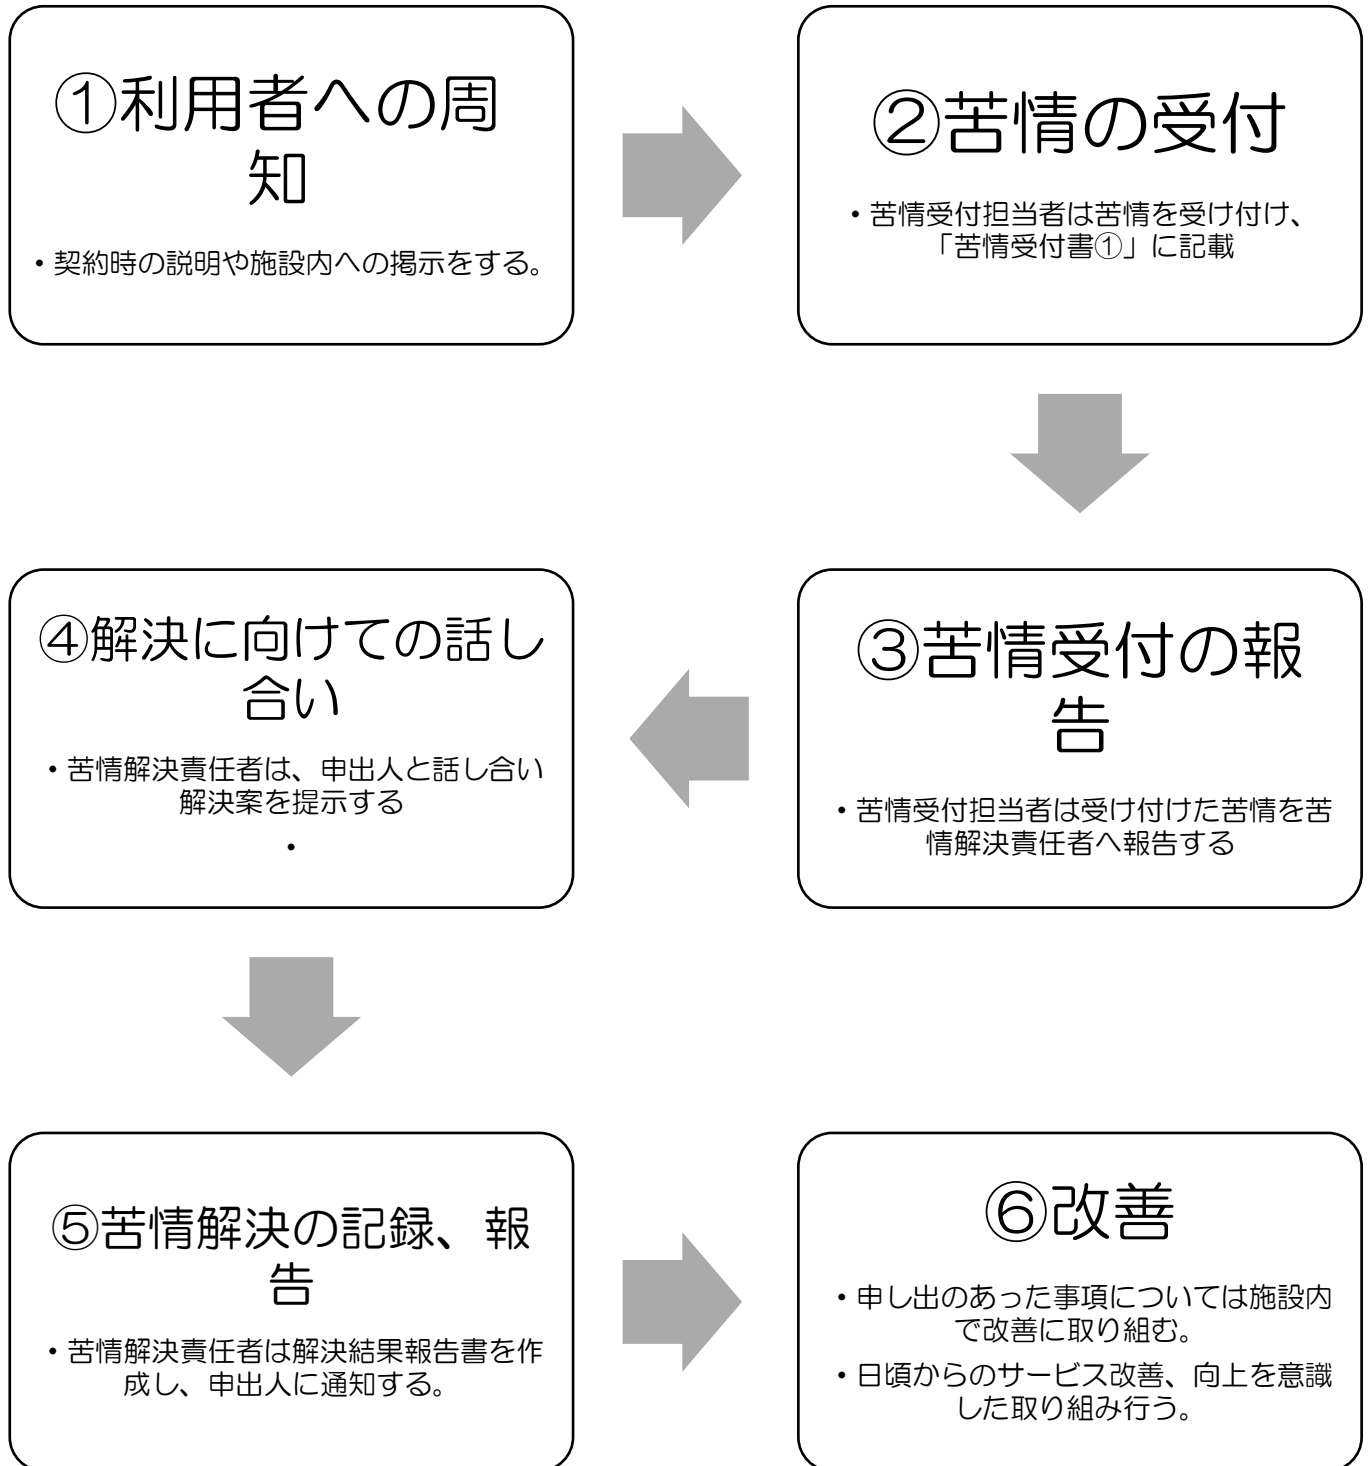 ①利用者への周
知
・契約時の説明や施設内への掲示をする。
②苦情の受付
・苦情受付担当者は苦情を受け付け、
「苦情受付書①」に記載
③苦情受付の報
告
・苦情受付担当者は受け付けた苦情を苦
情解決責任者へ報告する
④解決に向けての話し
合い
・苦情解決責任者は、申出人と話し合い
解決案を提示する
・
⑤苦情解決の記録、報
告
・苦情解決責任者は解決結果報告書を作
成し、申出人に通知する。
⑥改善
・申し出のあった事項については施設内
で改善に取り組む。
・日頃からのサービス改善、向上を意識
した取り組み行う。